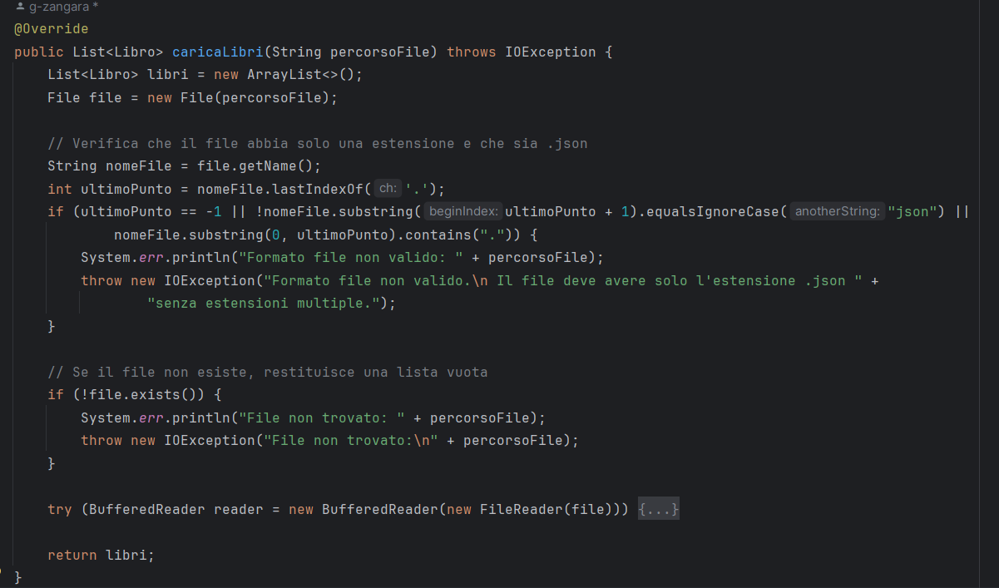 g-zangara *
@Override
public List<Libro> caricaLibri(String percorsoFile) throws IOException {
    List<Libro> libri = new ArrayList<>();
    File file = new File(percorsoFile);

    // Verifica che il file abbia solo una estensione e che sia .json
    String nomeFile = file.getName();
    int ultimoPunto = nomeFile.lastIndexOf( ch: '.');
    if (ultimoPunto == -1 || !nomeFile.substring( beginIndex: ultimoPunto + 1).equalsIgnoreCase( anotherString: "json") ||
            nomeFile.substring(0, ultimoPunto).contains(".")) {
        System.err.println("Formato file non valido: " + percorsoFile);
        throw new IOException("Formato file non valido.\n Il file deve avere solo l'estensione .json " +
                "senza estensioni multiple.");
    }

    // Se il file non esiste, restituisce una lista vuota
    if (!file.exists()) {
        System.err.println("File non trovato: " + percorsoFile);
        throw new IOException("File non trovato:\n" + percorsoFile);
    }

    try (BufferedReader reader = new BufferedReader(new FileReader(file))) {...}

    return libri;
}